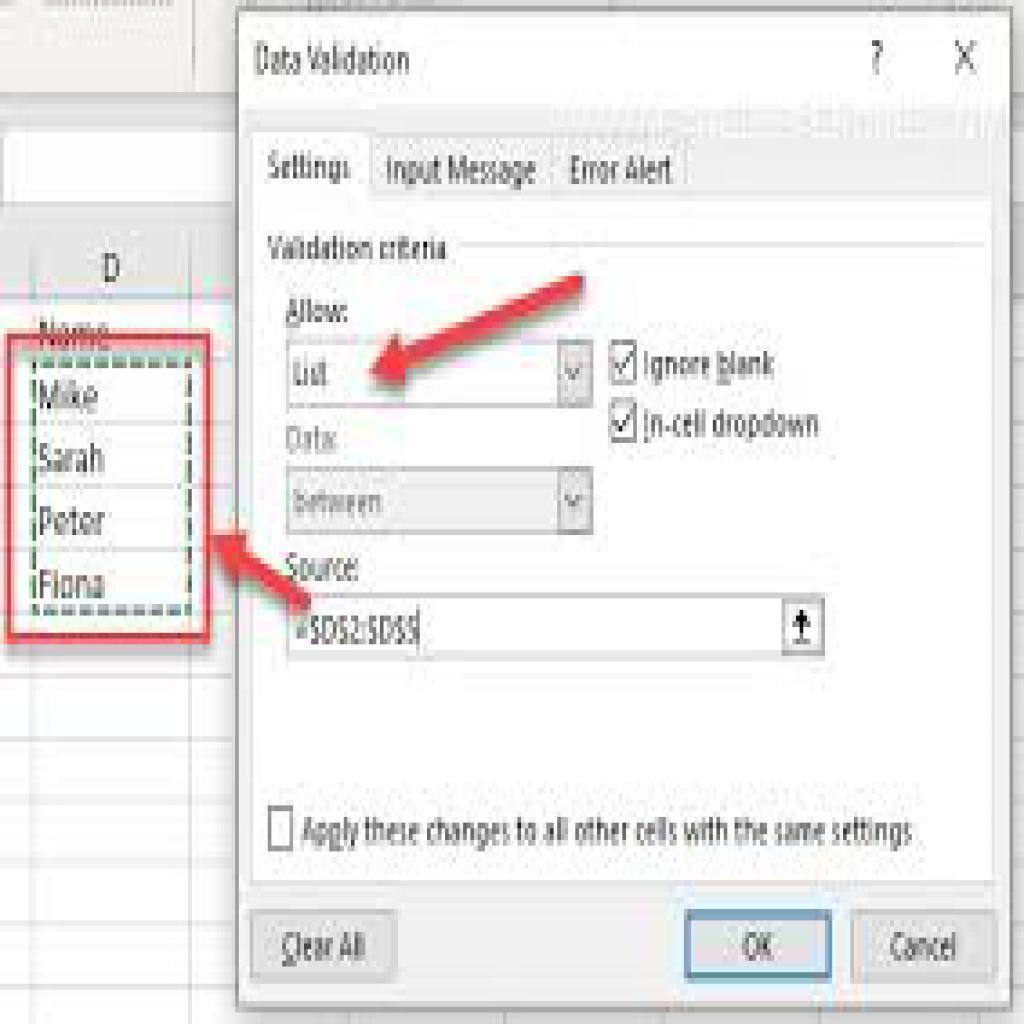 Data Validation ? X
Settings Input Message Error Alert
Validation criteria
Allow:
List
Ignore blank
In-cell dropdown
Data:
between
Source:
=$D$2:$D$5
Apply these changes to all other cells with the same settings
Clear All OK Cancel
D
Name
Mike
Sarah
Peter
Fiona